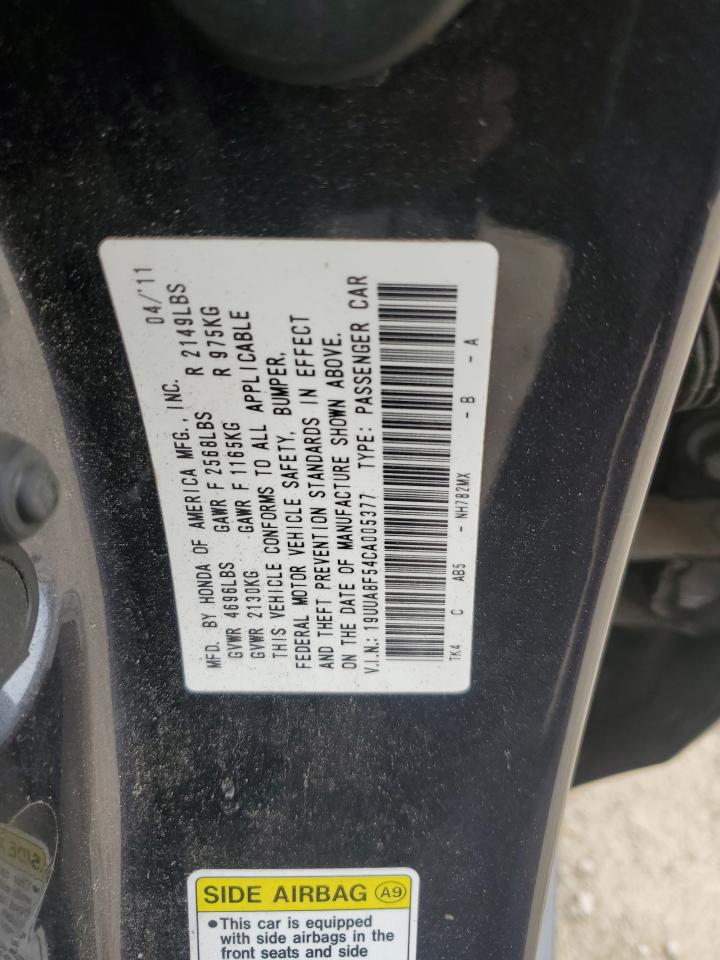 MFD. BY HONDA OF AMERICA MFG., INC. 04/'11
GVWR 4696LBS GAWR F 2568LBS R 2149LBS
GVWR 2130KG GAWR F 1165KG R 975KG
THIS VEHICLE CONFORMS TO ALL APPLICABLE
FEDERAL MOTOR VEHICLE SAFETY, BUMPER,
AND THEFT PREVENTION STANDARDS IN EFFECT
ON THE DATE OF MANUFACTURE SHOWN ABOVE.
V.I.N.: 19UUA8F54CA005377 TYPE: PASSENGER CAR
TK4 C AB5 - NH782MX - B - A
SIDE AIRBAG A9
•This car is equipped
with side airbags in the
front seats and side